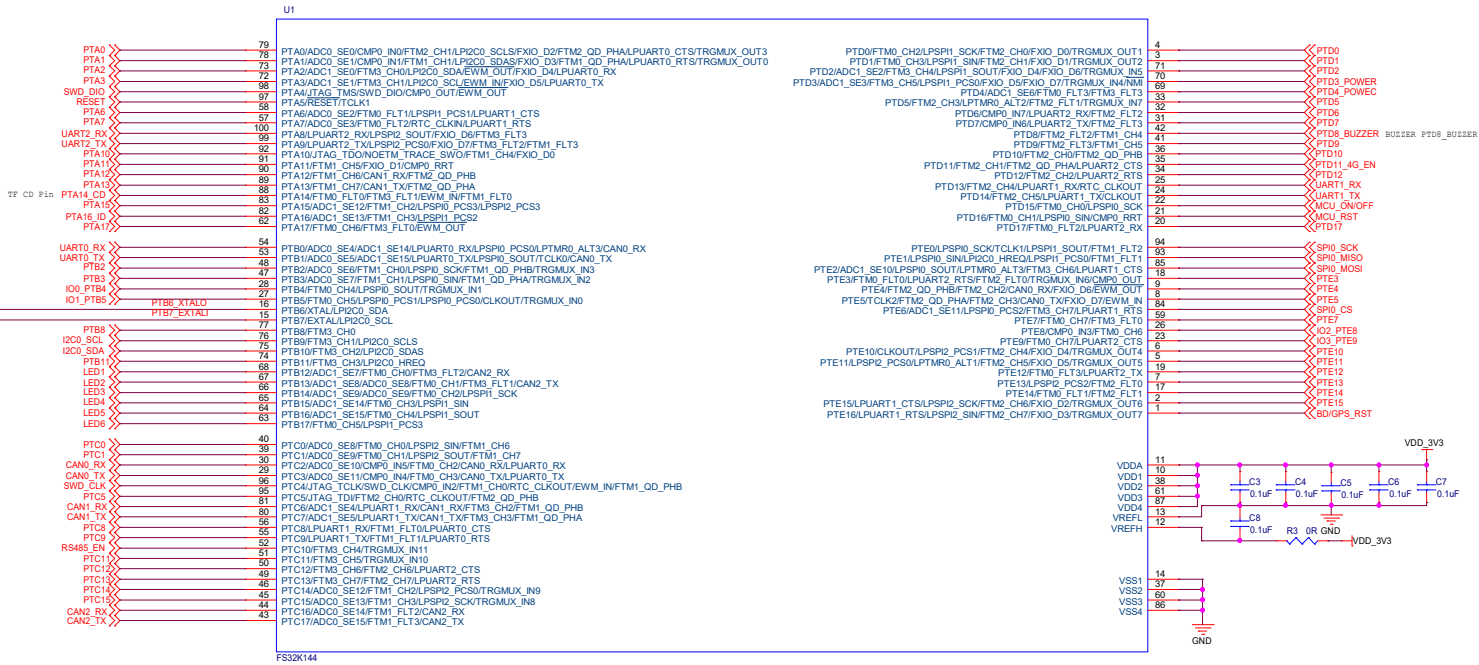 U1
PTA0 79 PTA0/ADC0_SE0/CMP0_IN0/FTM2_CH1/LPI2C0_SCLS/FXIO_D2/FTM2_QD_PHA/LPUART0_CTS/TRGMUX_OUT3
PTA1 78 PTA1/ADC0_SE1/CMP0_IN1/FTM1_CH1/LPI2C0_SDAS/FXIO_D3/FTM1_QD_PHA/LPUART0_RTS/TRGMUX_OUT0
PTA2 73 PTA2/ADC1_SE0/FTM3_CH0/LPI2C0_SDA/EWM_OUT/FXIO_D4/LPUART0_RX
PTA3 72 PTA3/ADC1_SE1/FTM3_CH1/LPI2C0_SCL/EWM_IN/FXIO_D5/LPUART0_TX
SWD_DIO 98 PTA4/JTAG_TMS/SWD_DIO/CMP0_OUT/EWM_OUT
RESET 97 PTA5/RESET/TCLK1
PTA6 58 PTA6/ADC0_SE2/FTM0_FLT1/LPSPI1_PCS1/LPUART1_CTS
PTA7 57 PTA7/ADC0_SE3/FTM0_FLT2/RTC_CLKIN/LPUART1_RTS
UART2_RX 100 PTA8/LPUART2_RX/LPSPI2_SOUT/FXIO_D6/FTM3_FLT3
UART2_TX 99 PTA9/LPUART2_TX/LPSPI2_PCS0/FXIO_D7/FTM3_FLT2/FTM1_FLT3
PTA10 92 PTA10/JTAG_TDO/NOETM_TRACE_SWO/FTM1_CH4/FXIO_D0
PTA11 91 PTA11/FTM1_CH5/FXIO_D1/CMP0_RRT
PTA12 90 PTA12/FTM1_CH6/CAN1_RX/FTM2_QD_PHB
PTA13 89 PTA13/FTM1_CH7/CAN1_TX/FTM2_QD_PHA
TF CD Pin PTA14_CD 88 PTA14/FTM0_FLT0/FTM3_FLT1/EWM_IN/FTM1_FLT0
PTA15 83 PTA15/ADC1_SE12/FTM1_CH2/LPSPI0_PCS3/LPSPI2_PCS3
PTA16_ID 82 PTA16/ADC1_SE13/FTM1_CH3/LPSPI1_PCS2
PTA17 62 PTA17/FTM0_CH6/FTM3_FLT0/EWM_OUT
UART0_RX 54 PTB0/ADC0_SE4/ADC1_SE14/LPUART0_RX/LPSPI0_PCS0/LPTMR0_ALT3/CAN0_RX
UART0_TX 53 PTB1/ADC0_SE5/ADC1_SE15/LPUART0_TX/LPSPI0_SOUT/TCLK0/CAN0_TX
PTB2 48 PTB2/ADC0_SE6/FTM1_CH0/LPSPI0_SCK/FTM1_QD_PHB/TRGMUX_IN3
PTB3 47 PTB3/ADC0_SE7/FTM1_CH1/LPSPI0_SIN/FTM1_QD_PHA/TRGMUX_IN2
IO0_PTB4 28 PTB4/FTM0_CH4/LPSPI0_SOUT/TRGMUX_IN1
IO1_PTB5 27 PTB5/FTM0_CH5/LPSPI0_PCS1/LPSPI0_PCS0/CLKOUT/TRGMUX_IN0
PTB6_XTALO 16 PTB6/XTAL/LPI2C0_SDA
PTB7_EXTALI 15 PTB7/EXTAL/LPI2C0_SCL
PTB8 77 PTB8/FTM3_CH0
I2C0_SCL 76 PTB9/FTM3_CH1/LPI2C0_SCLS
I2C0_SDA 75 PTB10/FTM3_CH2/LPI2C0_SDAS
PTB11 74 PTB11/FTM3_CH3/LPI2C0_HREQ
LED1 68 PTB12/ADC1_SE7/FTM0_CH0/FTM3_FLT2/CAN2_RX
LED2 67 PTB13/ADC1_SE8/ADC0_SE8/FTM0_CH1/FTM3_FLT1/CAN2_TX
LED3 66 PTB14/ADC1_SE9/ADC0_SE9/FTM0_CH2/LPSPI1_SCK
LED4 65 PTB15/ADC1_SE14/FTM0_CH3/LPSPI1_SIN
LED5 64 PTB16/ADC1_SE15/FTM0_CH4/LPSPI1_SOUT
LED6 63 PTB17/FTM0_CH5/LPSPI1_PCS3
PTC0 40 PTC0/ADC0_SE8/FTM0_CH0/LPSPI2_SIN/FTM1_CH6
PTC1 39 PTC1/ADC0_SE9/FTM0_CH1/LPSPI2_SOUT/FTM1_CH7
CAN0_RX 30 PTC2/ADC0_SE10/CMP0_IN5/FTM0_CH2/CAN0_RX/LPUART0_RX
CAN0_TX 29 PTC3/ADC0_SE11/CMP0_IN4/FTM0_CH3/CAN0_TX/LPUART0_TX
SWD_CLK 96 PTC4/JTAG_TCLK/SWD_CLK/CMP0_IN2/FTM1_CH0/RTC_CLKOUT/EWM_IN/FTM1_QD_PHB
PTC5 95 PTC5/JTAG_TDI/FTM2_CH0/RTC_CLKOUT/FTM2_QD_PHB
CAN1_RX 81 PTC6/ADC1_SE4/LPUART1_RX/CAN1_RX/FTM3_CH2/FTM1_QD_PHB
CAN1_TX 80 PTC7/ADC1_SE5/LPUART1_TX/CAN1_TX/FTM3_CH3/FTM1_QD_PHA
PTC8 56 PTC8/LPUART1_RX/FTM1_FLT0/LPUART0_CTS
PTC9 55 PTC9/LPUART1_TX/FTM1_FLT1/LPUART0_RTS
RS485_EN 52 PTC10/FTM3_CH4/TRGMUX_IN11
PTC11 51 PTC11/FTM3_CH5/TRGMUX_IN10
PTC12 50 PTC12/FTM3_CH6/FTM2_CH6/LPUART2_CTS
PTC13 49 PTC13/FTM3_CH7/FTM2_CH7/LPUART2_RTS
PTC14 46 PTC14/ADC0_SE12/FTM1_CH2/LPSPI2_PCS0/TRGMUX_IN9
PTC15 45 PTC15/ADC0_SE13/FTM1_CH3/LPSPI2_SCK/TRGMUX_IN8
CAN2_RX 44 PTC16/ADC0_SE14/FTM1_FLT2/CAN2_RX
CAN2_TX 43 PTC17/ADC0_SE15/FTM1_FLT3/CAN2_TX
FS32K144
PTD0/FTM0_CH2/LPSPI1_SCK/FTM2_CH0/FXIO_D0/TRGMUX_OUT1 4 PTD0
PTD1/FTM0_CH3/LPSPI1_SIN/FTM2_CH1/FXIO_D1/TRGMUX_OUT2 3 PTD1
PTD2/ADC1_SE2/FTM3_CH4/LPSPI1_SOUT/FXIO_D4/FXIO_D6/TRGMUX_IN5 71 PTD2
PTD3/ADC1_SE3/FTM3_CH5/LPSPI1_PCS0/FXIO_D5/FXIO_D7/TRGMUX_IN4/NMI 70 PTD3_POWER
PTD4/ADC1_SE6/FTM0_FLT3/FTM3_FLT3 69 PTD4_POWEC
PTD5/FTM2_CH3/LPTMR0_ALT2/FTM2_FLT1/TRGMUX_IN7 33 PTD5
PTD6/CMP0_IN7/LPUART2_RX/FTM2_FLT2 32 PTD6
PTD7/CMP0_IN6/LPUART2_TX/FTM2_FLT3 31 PTD7
PTD8/FTM2_FLT2/FTM1_CH4 42 PTD8_BUZZER BUZZER PTD8_BUZZER
PTD9/FTM2_FLT3/FTM1_CH5 41 PTD9
PTD10/FTM2_CH0/FTM2_QD_PHB 36 PTD10
PTD11/FTM2_CH1/FTM2_QD_PHA/LPUART2_CTS 35 PTD11_4G_EN
PTD12/FTM2_CH2/LPUART2_RTS 34 PTD12
PTD13/FTM2_CH4/LPUART1_RX/RTC_CLKOUT 25 UART1_RX
PTD14/FTM2_CH5/LPUART1_TX/CLKOUT 24 UART1_TX
PTD15/FTM0_CH0/LPSPI0_SCK 22 MCU_ON/OFF
PTD16/FTM0_CH1/LPSPI0_SIN/CMP0_RRT 21 MCU_RST
PTD17/FTM0_FLT2/LPUART2_RX 20 PTD17
PTE0/LPSPI0_SCK/TCLK1/LPSPI1_SOUT/FTM1_FLT2 94 SPI0_SCK
PTE1/LPSPI0_SIN/LPI2C0_HREQ/LPSPI1_PCS0/FTM1_FLT1 93 SPI0_MISO
PTE2/ADC1_SE10/LPSPI0_SOUT/LPTMR0_ALT3/FTM3_CH6/LPUART1_CTS 85 SPI0_MOSI
PTE3/FTM0_FLT0/LPUART2_RTS/FTM2_FLT0/TRGMUX_IN6/CMP0_OUT 18 PTE3
PTE4/FTM2_QD_PHB/FTM2_CH2/CAN0_RX/FXIO_D6/EWM_OUT 9 PTE4
PTE5/TCLK2/FTM2_QD_PHA/FTM2_CH3/CAN0_TX/FXIO_D7/EWM_IN 8 PTE5
PTE6/ADC1_SE11/LPSPI0_PCS2/FTM3_CH7/LPUART1_RTS 84 SPI0_CS
PTE7/FTM0_CH7/FTM3_FLT0 59 PTE7
PTE8/CMP0_IN3/FTM0_CH6 26 IO2_PTE8
PTE9/FTM0_CH7/LPUART2_CTS 23 IO3_PTE9
PTE10/CLKOUT/LPSPI2_PCS1/FTM2_CH4/FXIO_D4/TRGMUX_OUT4 6 PTE10
PTE11/LPSPI2_PCS0/LPTMR0_ALT1/FTM2_CH5/FXIO_D5/TRGMUX_OUT5 5 PTE11
PTE12/FTM0_FLT3/LPUART2_TX 19 PTE12
PTE13/LPSPI2_PCS2/FTM2_FLT0 7 PTE13
PTE14/FTM0_FLT1/FTM2_FLT1 17 PTE14
PTE15/LPUART1_CTS/LPSPI2_SCK/FTM2_CH6/FXIO_D2/TRGMUX_OUT6 2 PTE15
PTE16/LPUART1_RTS/LPSPI2_SIN/FTM2_CH7/FXIO_D3/TRGMUX_OUT7 1 BD/GPS_RST
VDD_3V3
VDDA 11
VDD1 10
VDD2 38
VDD3 61
VDD4 87
VREFL 13
VREFH 12
C3 0.1uF
C4 0.1uF
C5 0.1uF
C6 0.1uF
C7 0.1uF
C8 0.1uF
R3 0R
GND
VDD_3V3
VSS1 14
VSS2 37
VSS3 60
VSS4 86
GND